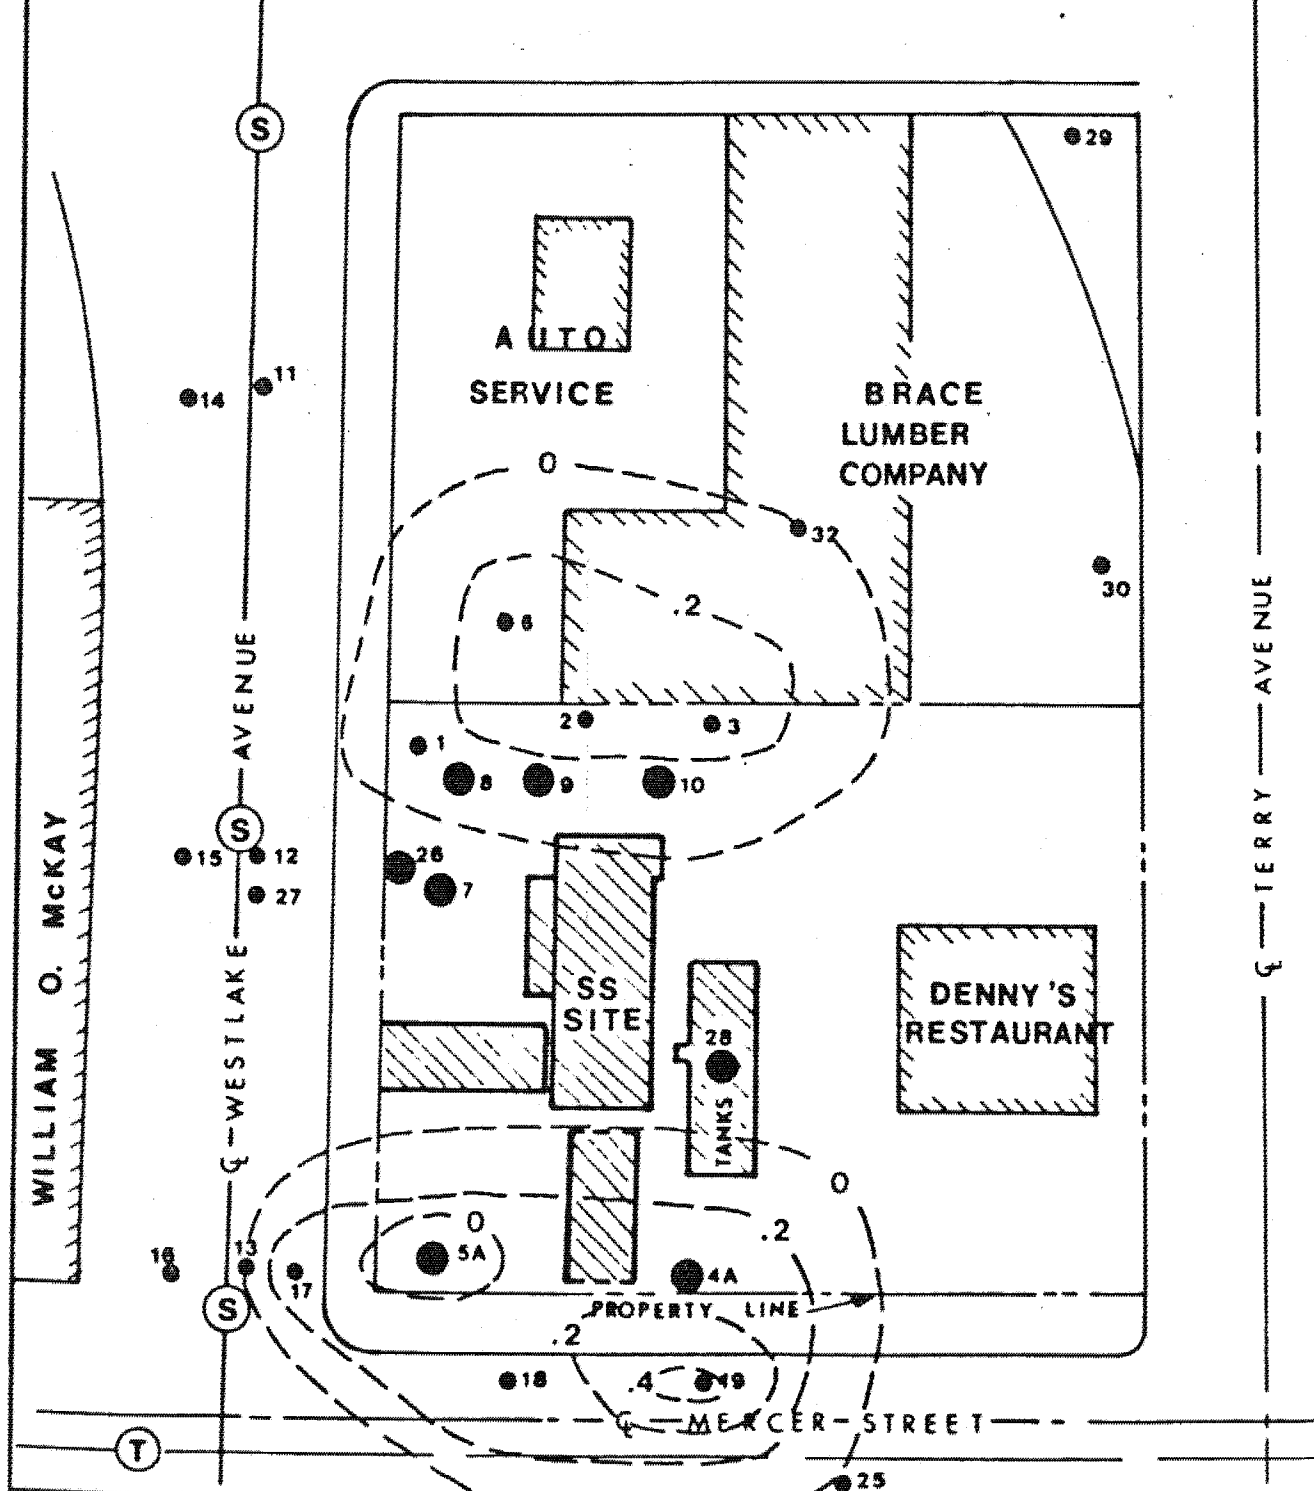 S
29
AUTO
SERVICE
11
14
BRACE
LUMBER
COMPANY
0
32
30
.2
6
2
3
1
8
9
10
WESTLAKE AVENUE
℄ TERRY AVENUE
WILLIAM O. McKAY
S
15
12
26
7
27
SS
SITE
28
TANKS
DENNY'S
RESTAURANT
℄
0
0
.2
5A
4A
16
13
17
S
PROPERTY LINE
.2
18
.4
19
℄ MERCER STREET
T
25